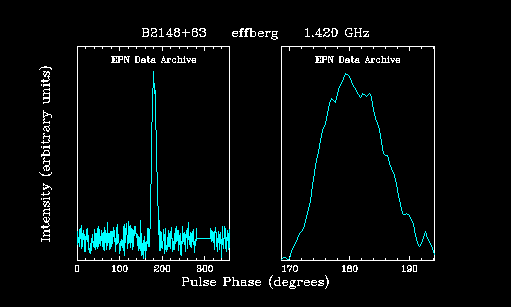 B2148+63 effberg 1.420 GHz
EPN Data Archive EPN Data Archive
Intensity (arbitrary units)
0 100 200 300 170 180 190
Pulse Phase (degrees)